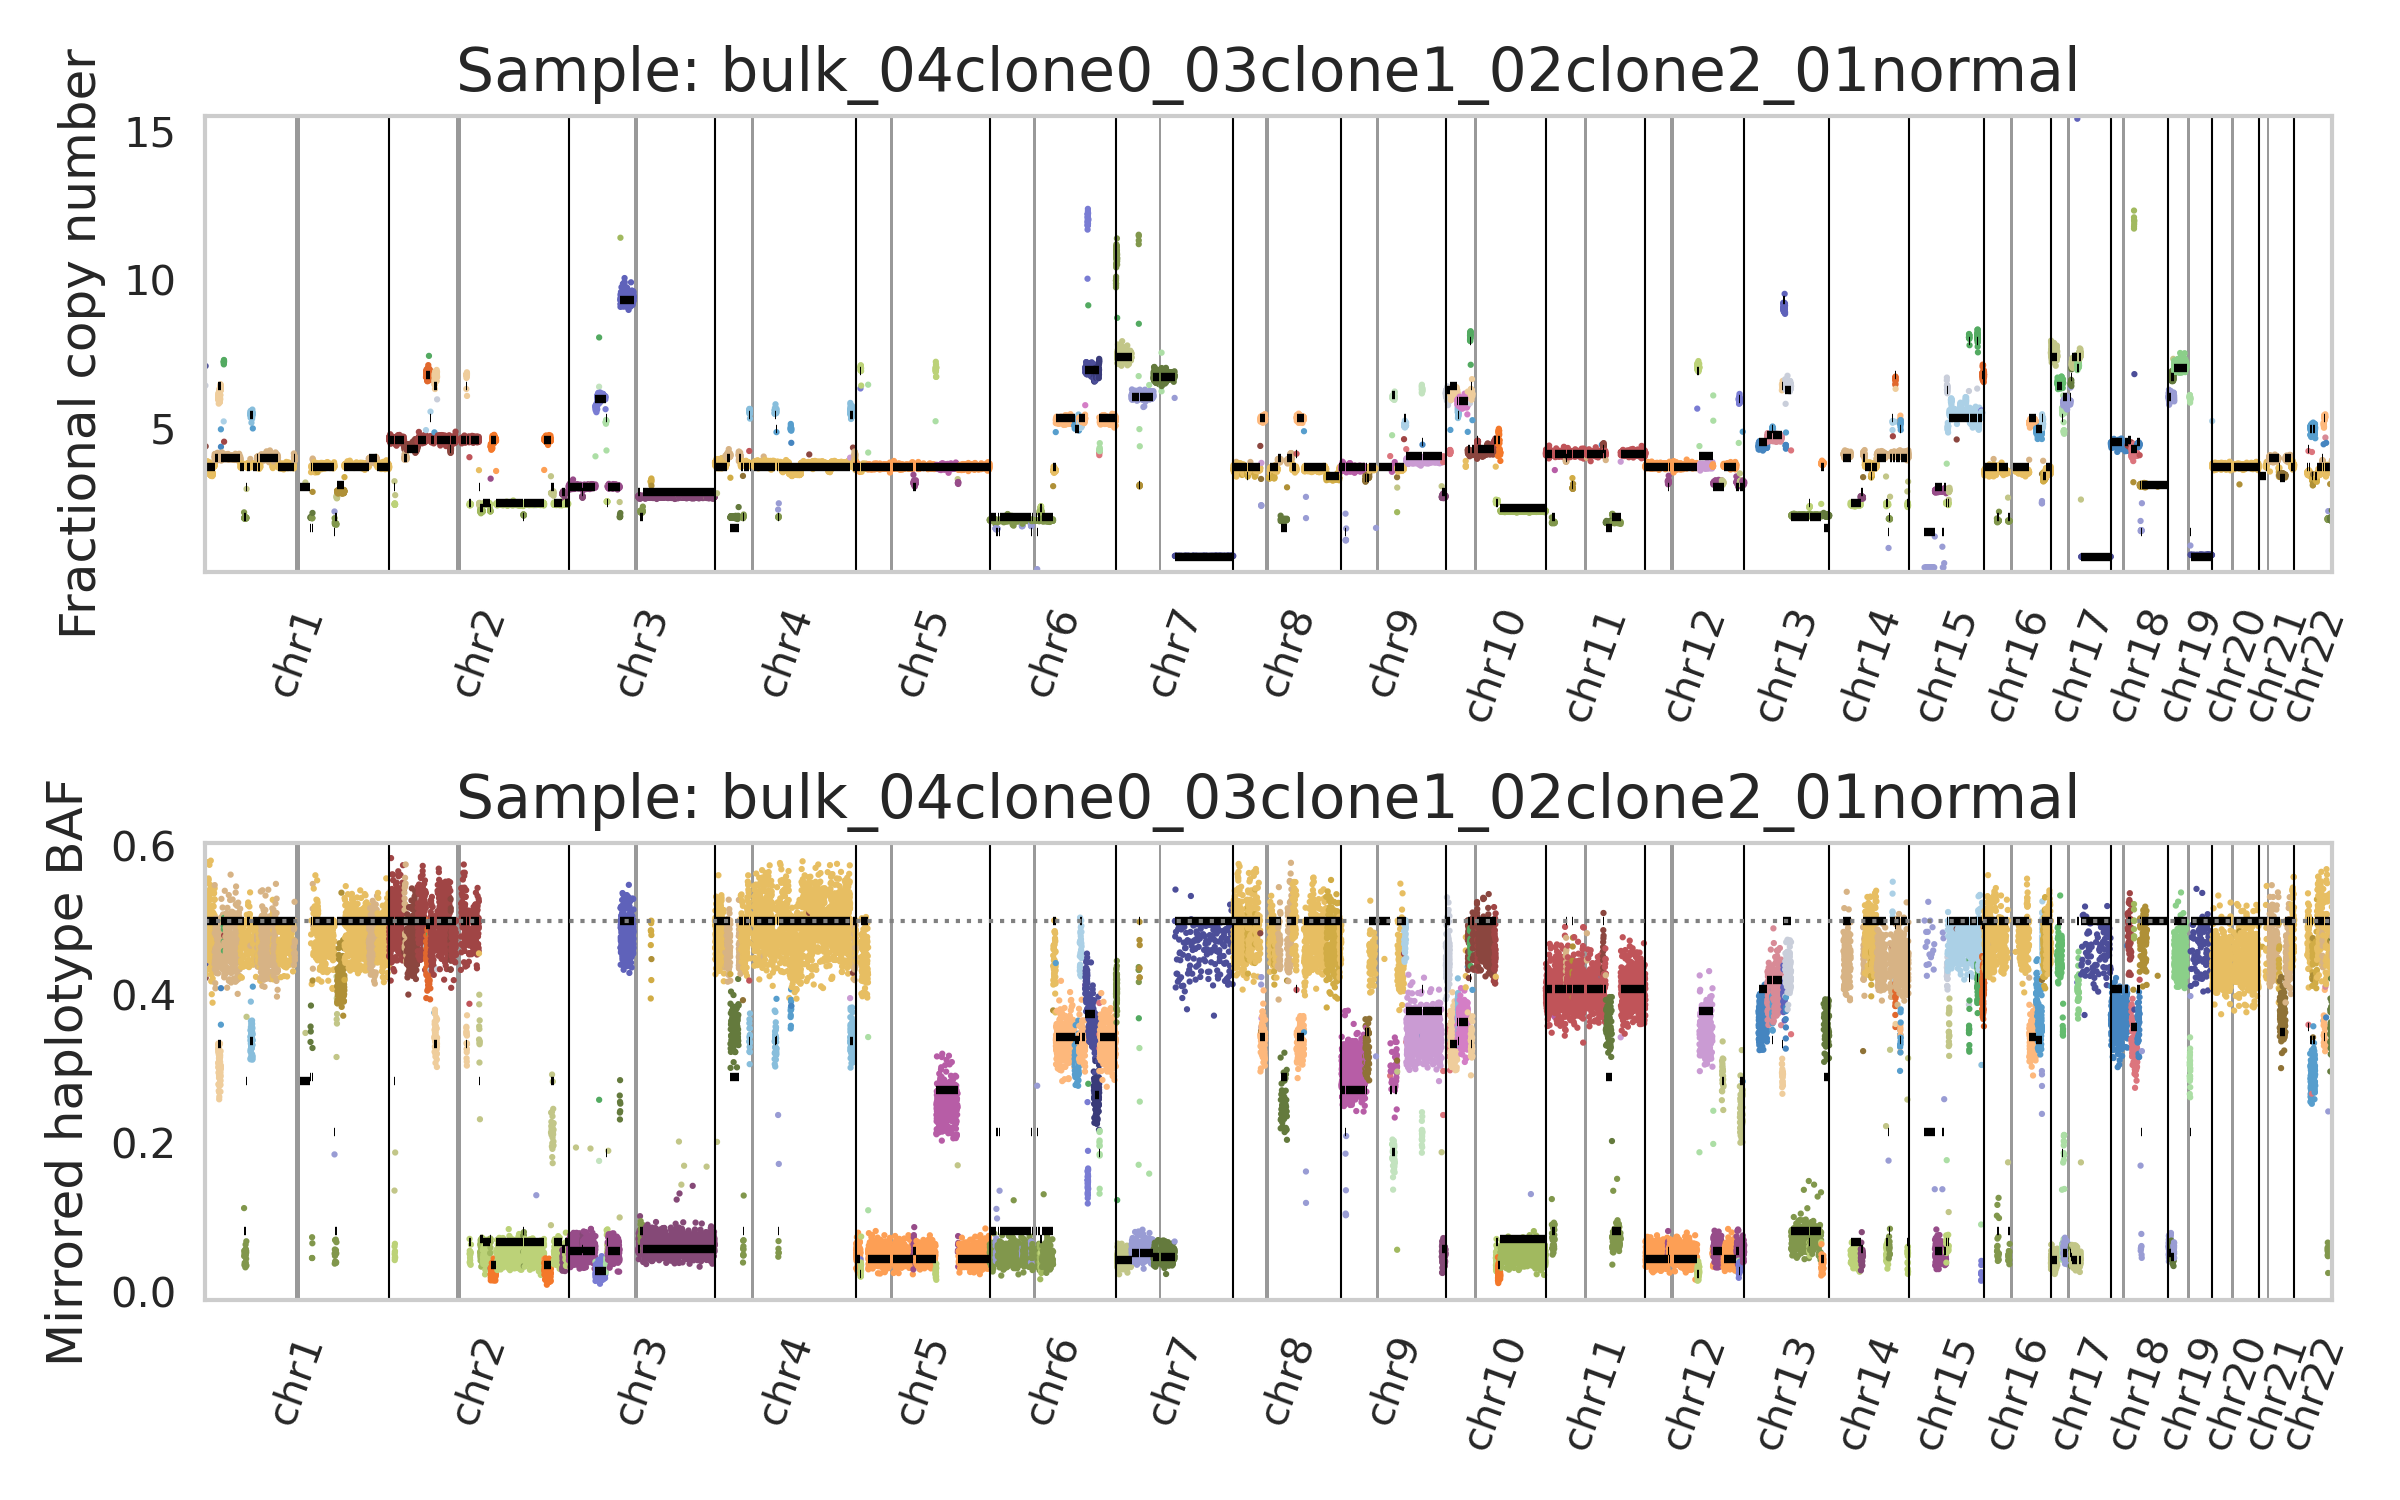 Sample: bulk_04clone0_03clone1_02clone2_01normal
Fractional copy number
15
10
5
chr1
chr2
chr3
chr4
chr5
chr6
chr7
chr8
chr9
chr10
chr11
chr12
chr13
chr14
chr15
chr16
chr17
chr18
chr19
chr20
chr21
chr22
Sample: bulk_04clone0_03clone1_02clone2_01normal
Mirrored haplotype BAF
0.6
0.4
0.2
0.0
chr1
chr2
chr3
chr4
chr5
chr6
chr7
chr8
chr9
chr10
chr11
chr12
chr13
chr14
chr15
chr16
chr17
chr18
chr19
chr20
chr21
chr22